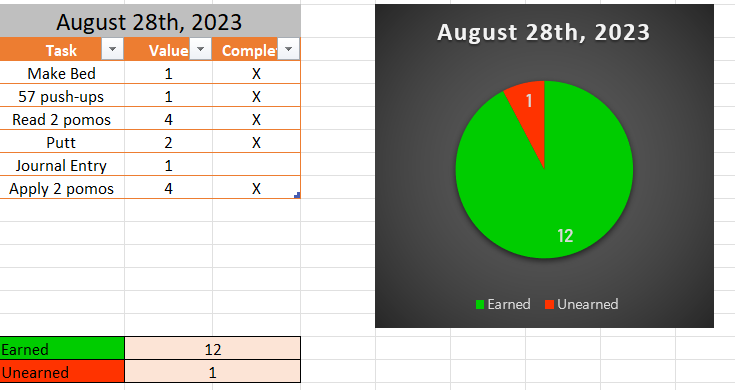 August 28th, 2023
Task Value Comple
Make Bed 1 X
57 push-ups 1 X
Read 2 pomos 4 X
Putt 2 X
Journal Entry 1
Apply 2 pomos 4 X
Earned 12
Unearned 1
August 28th, 2023
1
12
Earned Unearned